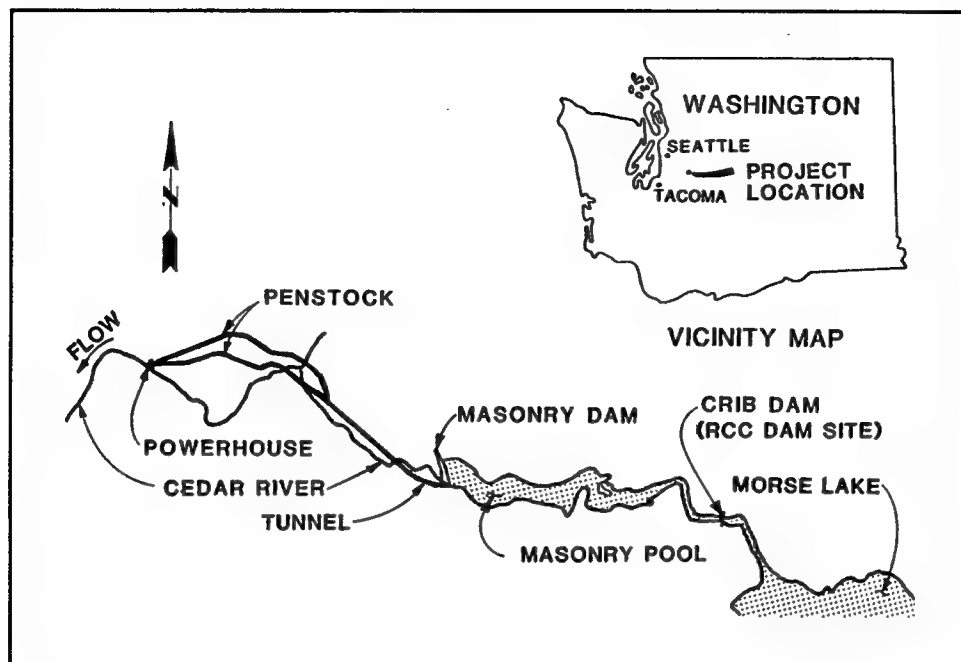 WASHINGTON
SEATTLE
PROJECT
LOCATION
TACOMA
N
VICINITY MAP
PENSTOCK
FLOW
POWERHOUSE
CEDAR RIVER
TUNNEL
MASONRY DAM
MASONRY POOL
CRIB DAM
(RCC DAM SITE)
MORSE LAKE